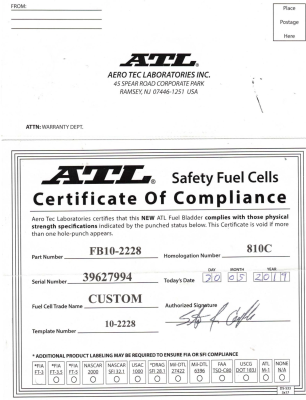 FROM:
Place
Postage
Here
ATL®
AERO TEC LABORATORIES INC.
45 SPEAR ROAD CORPORATE PARK
RAMSEY, NJ 07446-1251 USA
ATTN: WARRANTY DEPT.
ATL® Safety Fuel Cells
Certificate Of Compliance
Aero Tec Laboratories certifies that this NEW ATL Fuel Bladder complies with those physical
strength specifications indicated by the punched status below. This Certificate is void if more
than one hole-punch appears.
Part Number FB10-2228 Homologation Number 810C
DAY MONTH YEAR
Serial Number 39627994 Today's Date 20 05 2017
Fuel Cell Trade Name CUSTOM Authorized Signature
Template Number 10-2228
* ADDITIONAL PRODUCT LABELING MAY BE REQUIRED TO ENSURE FIA OR SFI COMPLIANCE
*FIA FT-3 *FIA FT-3.5 *FIA FT-5 NASCAR 2000 NASCAR SFI 32.1 USAC 1000 *DRAG SFI 28.1 Mil-DTL 27422 Mil-DTL 6396 FAA TSO-C80 USCG DOT 183J ATL M-1 NONE N/A